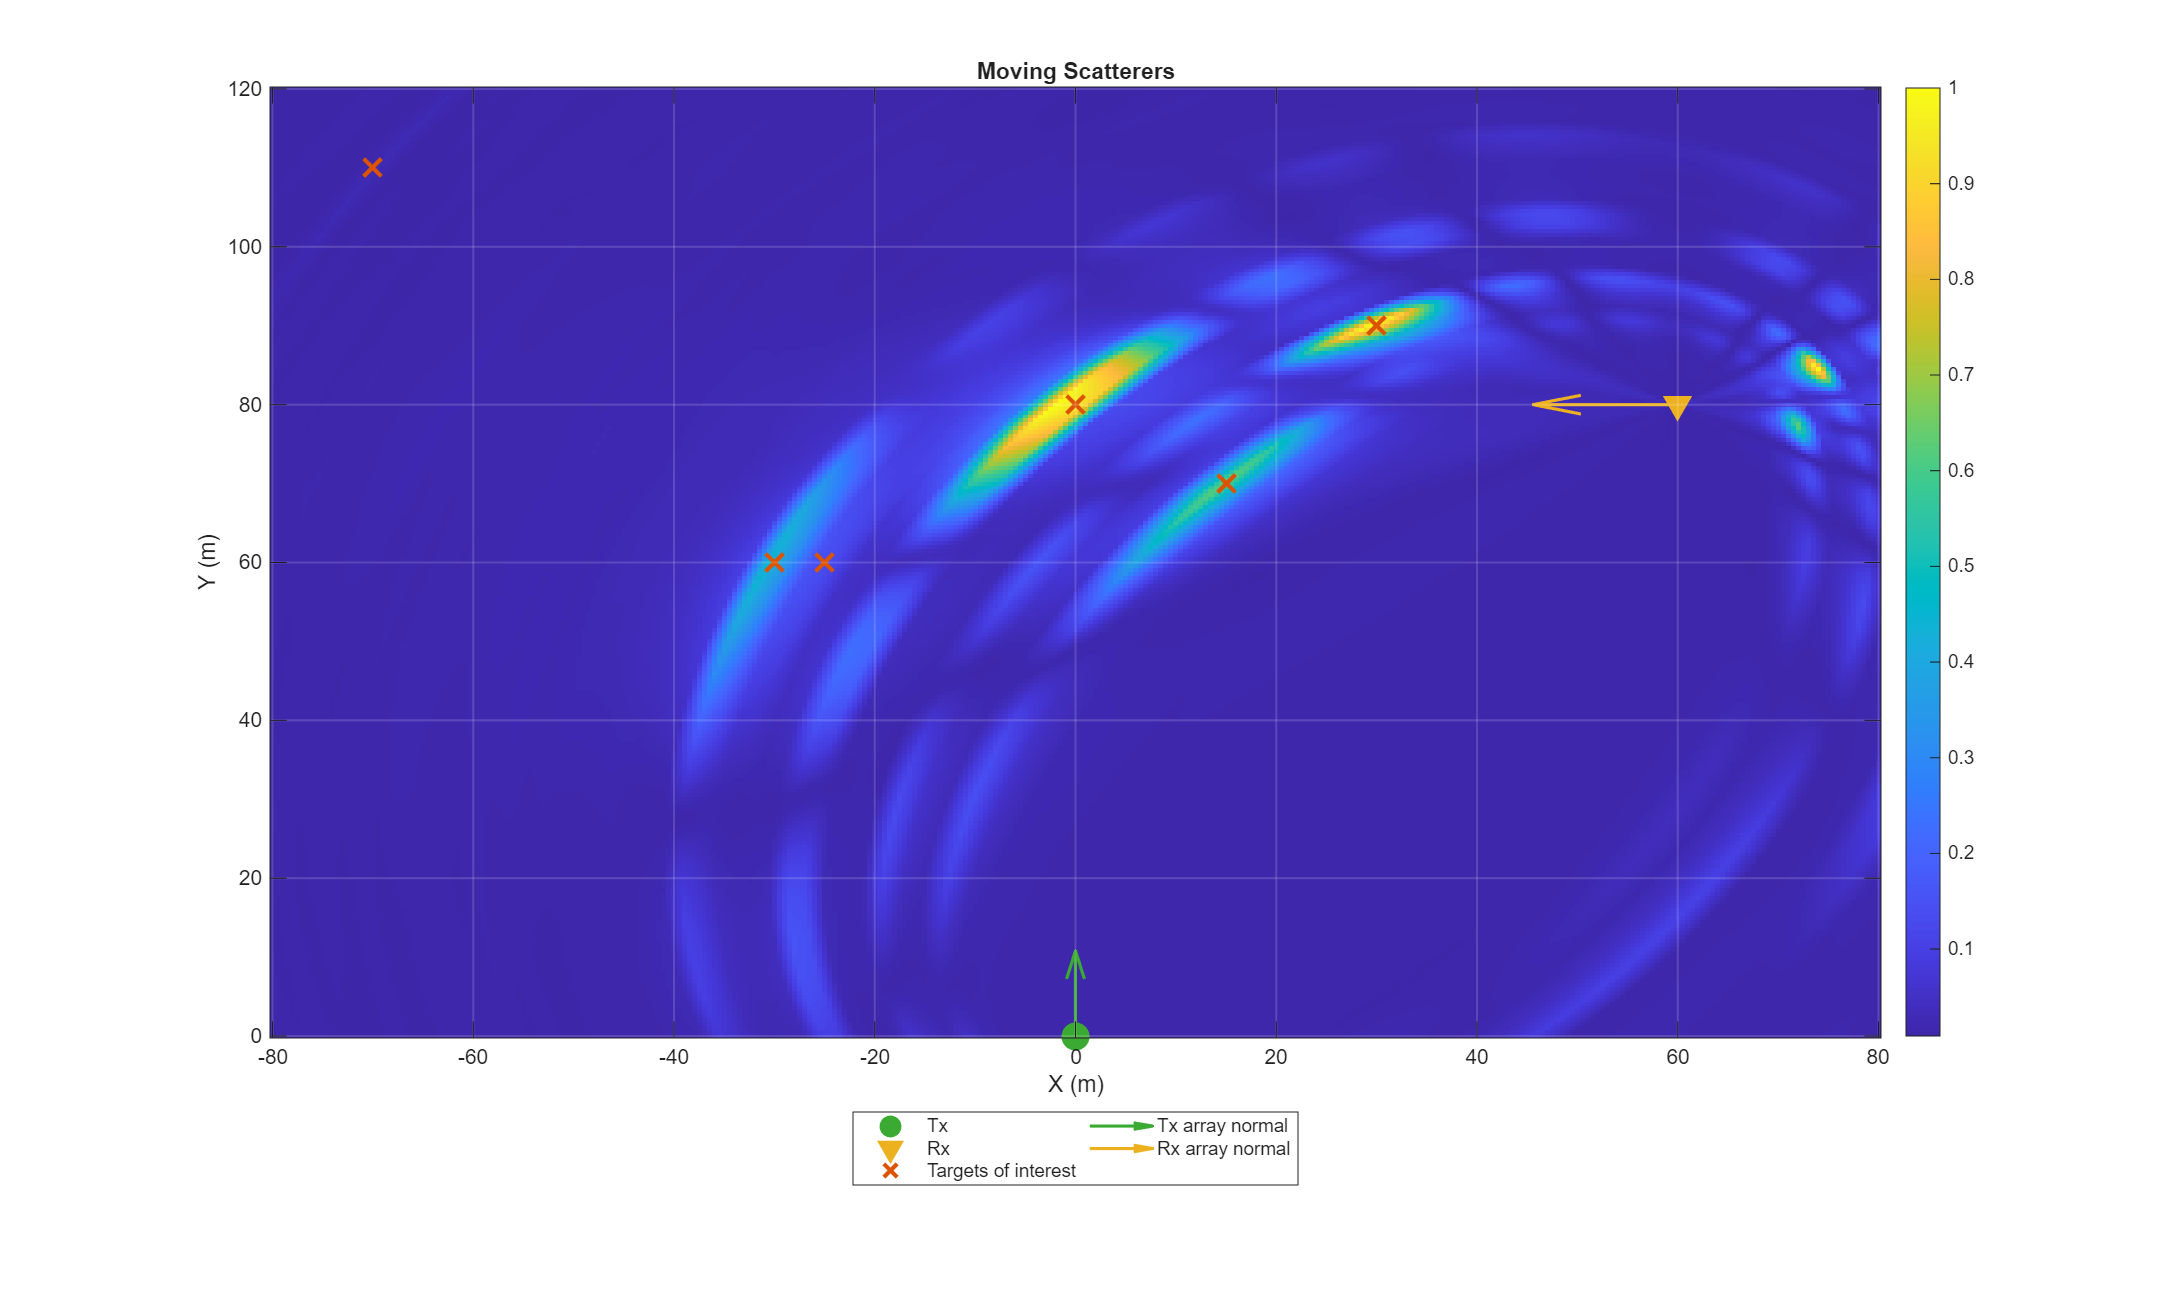 Moving Scatterers
120
100
80
60
40
20
0
Y (m)
-80 -60 -40 -20 0 20 40 60 80
X (m)
1
0.9
0.8
0.7
0.6
0.5
0.4
0.3
0.2
0.1
Tx Tx array normal
Rx Rx array normal
Targets of interest